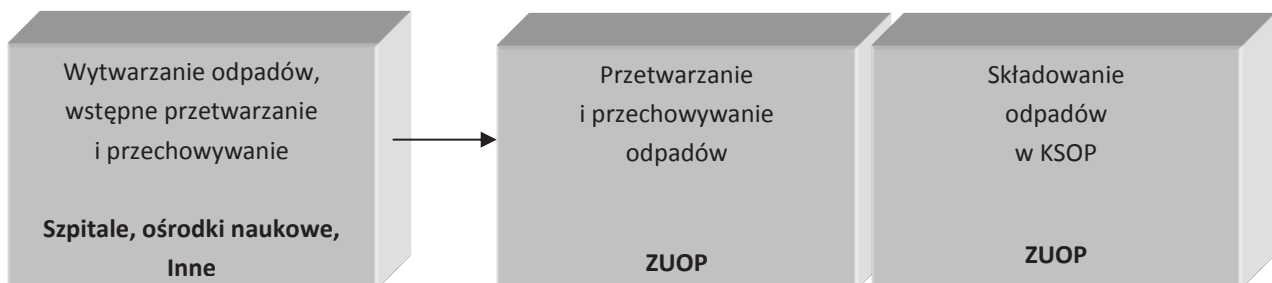 Wytwarzanie odpadów,
wstępne przetwarzanie
i przechowywanie
Szpitale, ośrodki naukowe,
Inne
Przetwarzanie
i przechowywanie
odpadów
ZUOP
Składowanie
odpadów
w KSOP
ZUOP